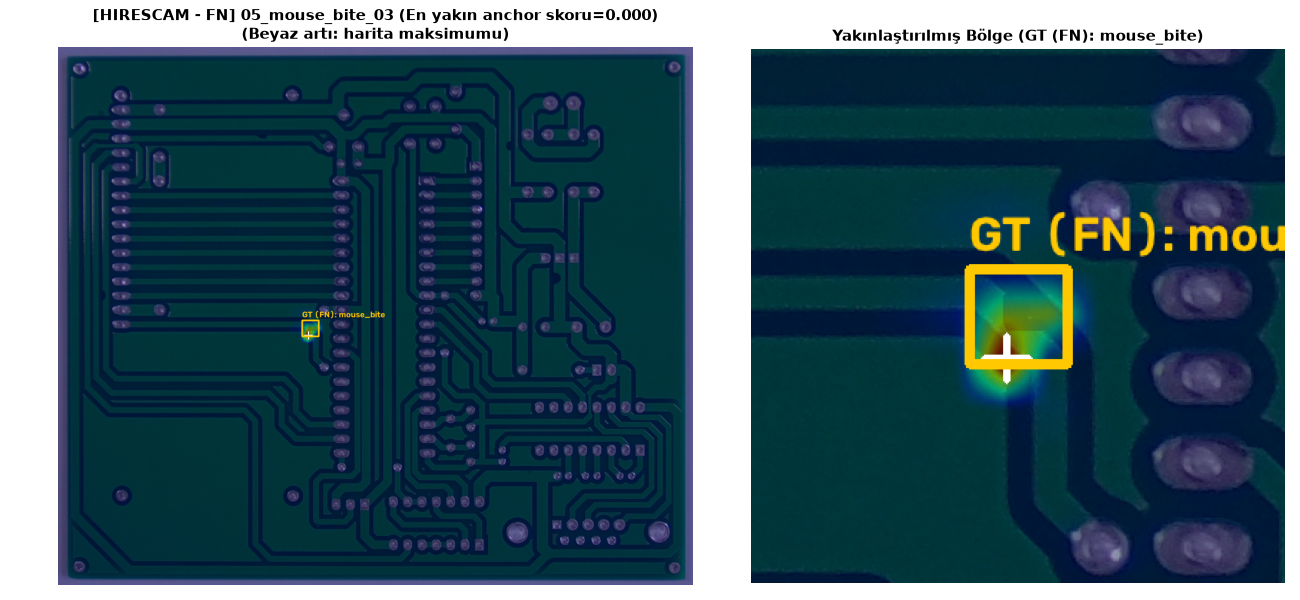 [HIRESCAM - FN] 05_mouse_bite_03 (En yakın anchor skoru=0.000)
(Beyaz artı: harita maksimumu)
Yakınlaştırılmış Bölge (GT (FN): mouse_bite)
GT (FN): mouse_bite
GT (FN): mou